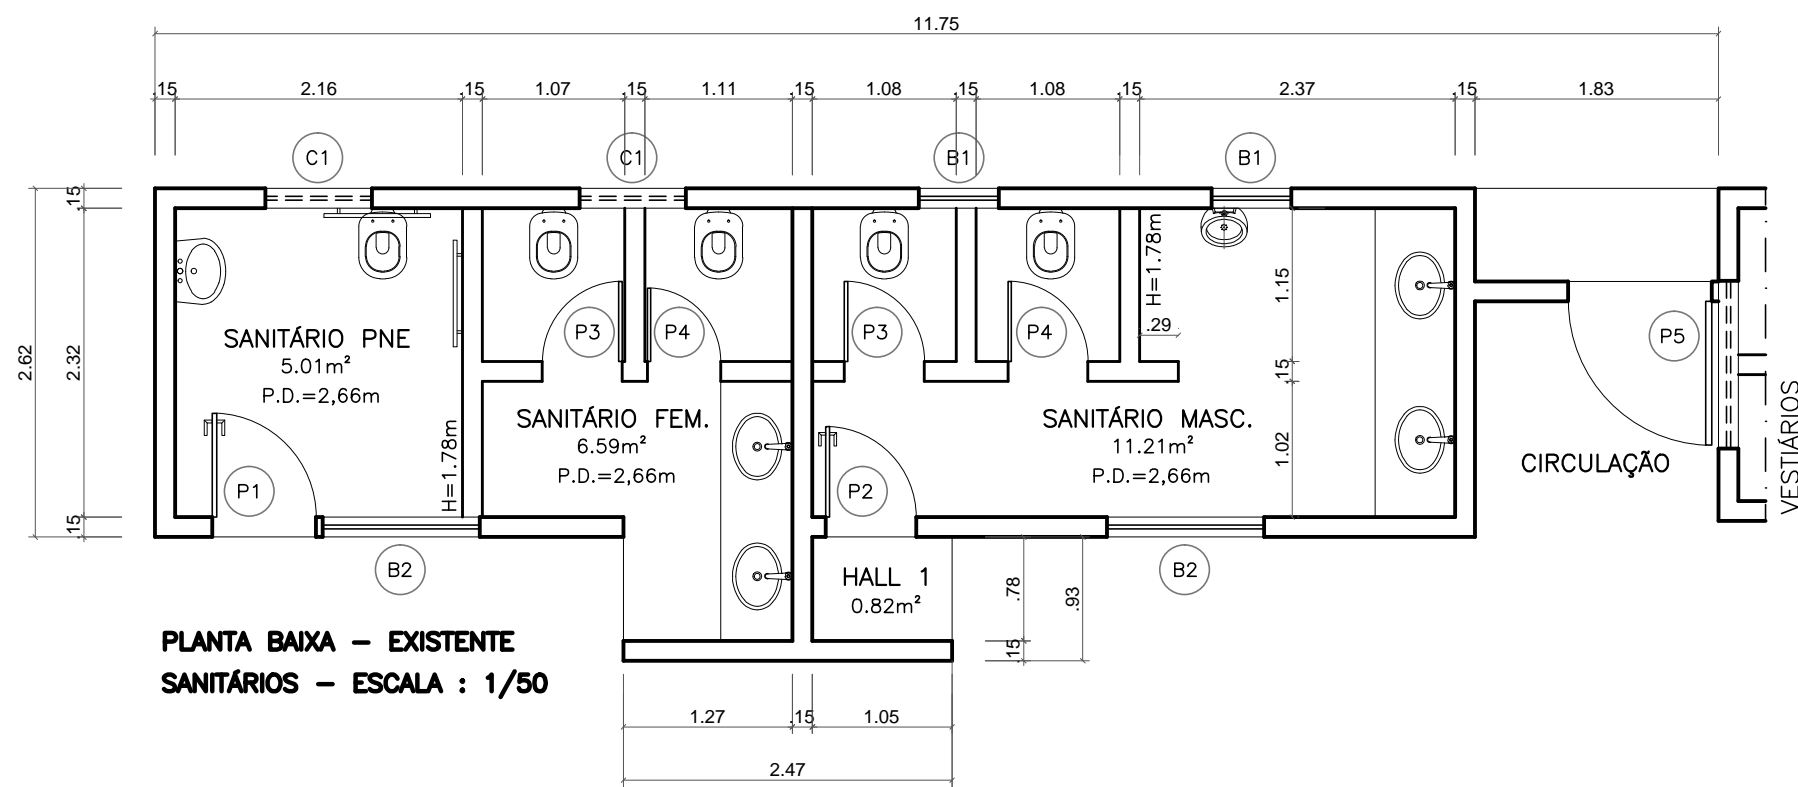 11.75
.15 2.16 .15 1.07 .15 1.11 .15 1.08 .15 1.08 .15 2.37 .15 1.83
C1 C1 B1 B1
.15
2.32
2.62
.15
H=1.78m
1.15
.29
.15
1.02
P3 P4 P3 P4 P5
SANITÁRIO PNE
5.01m²
P.D.=2,66m
H=1.78m
SANITÁRIO FEM.
6.59m²
P.D.=2,66m
SANITÁRIO MASC.
11.21m²
P.D.=2,66m
CIRCULAÇÃO
VESTIÁRIOS
P1 P2
B2 B2
HALL 1
0.82m²
.78
.93
.15
PLANTA BAIXA – EXISTENTE
SANITÁRIOS – ESCALA : 1/50
1.27 .15 1.05
2.47